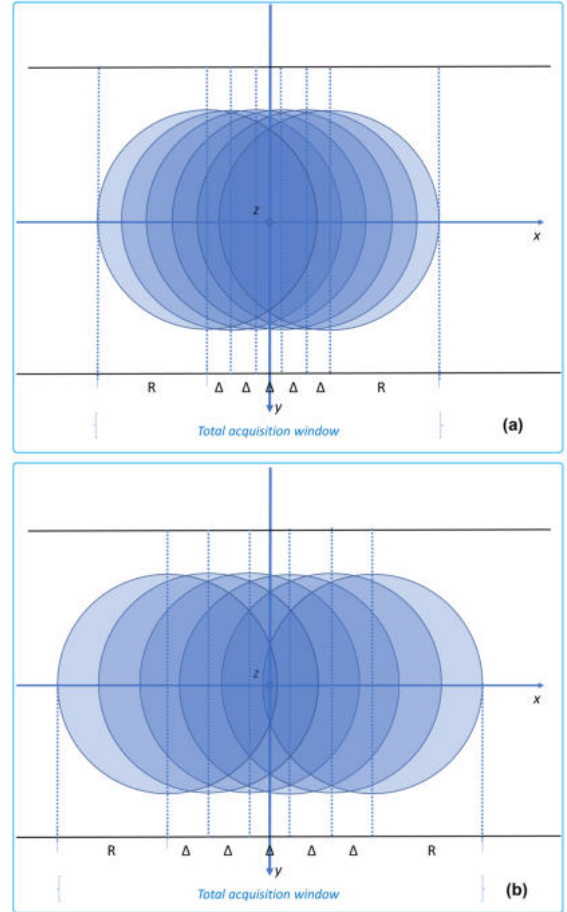 z
x
R Δ Δ Δ Δ Δ R
y
Total acquisition window
(a)
z
x
R Δ Δ Δ Δ Δ R
y
Total acquisition window
(b)